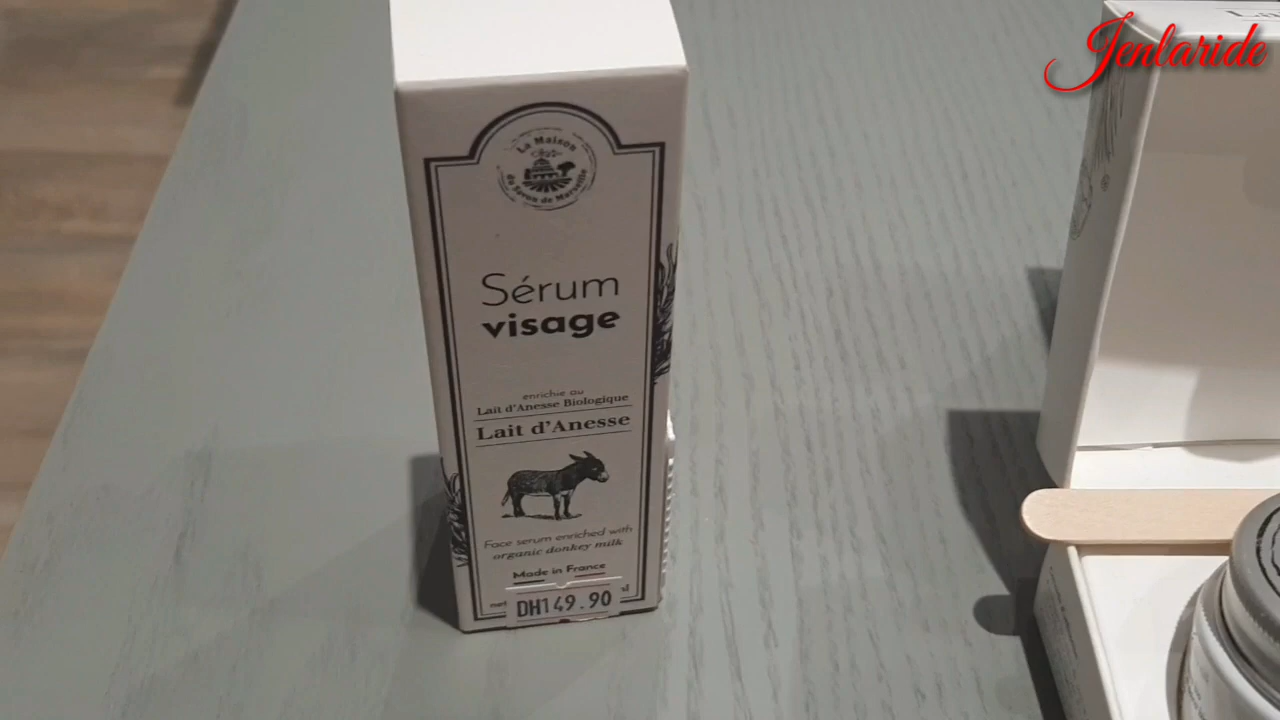 Jenlaride
La Maison
du Savon de Marseille
Sérum
visage
enrichie au
Lait d'Anesse Biologique
Lait d'Anesse
Face serum enriched with
organic donkey milk
Made in France
net
DH149.90